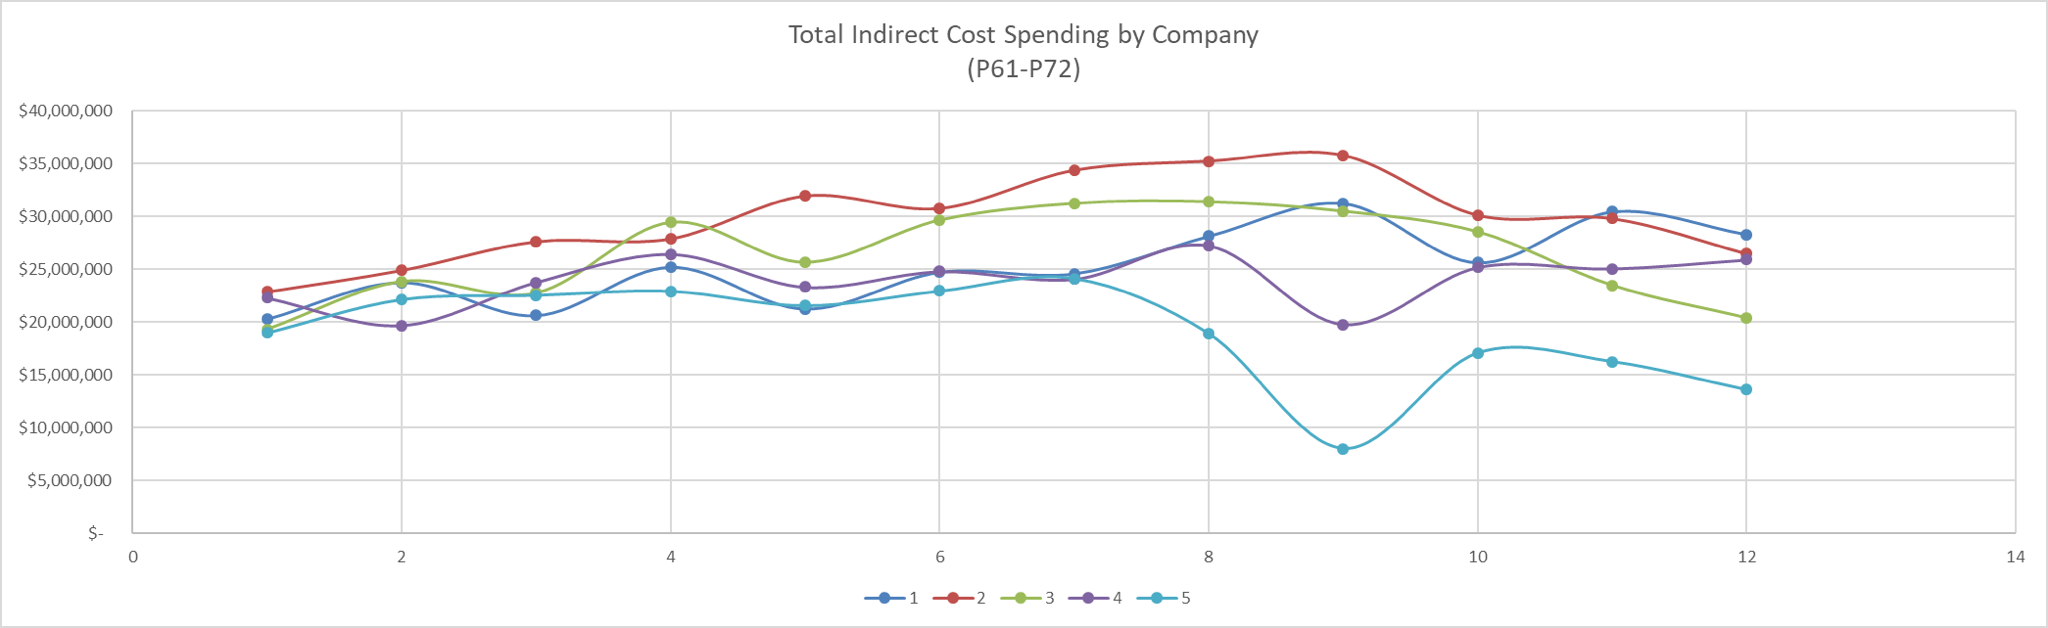 Total Indirect Cost Spending by Company
(P61-P72)
$40,000,000
$35,000,000
$30,000,000
$25,000,000
$20,000,000
$15,000,000
$10,000,000
$5,000,000
$-
0 2 4 6 8 10 12 14
1 2 3 4 5